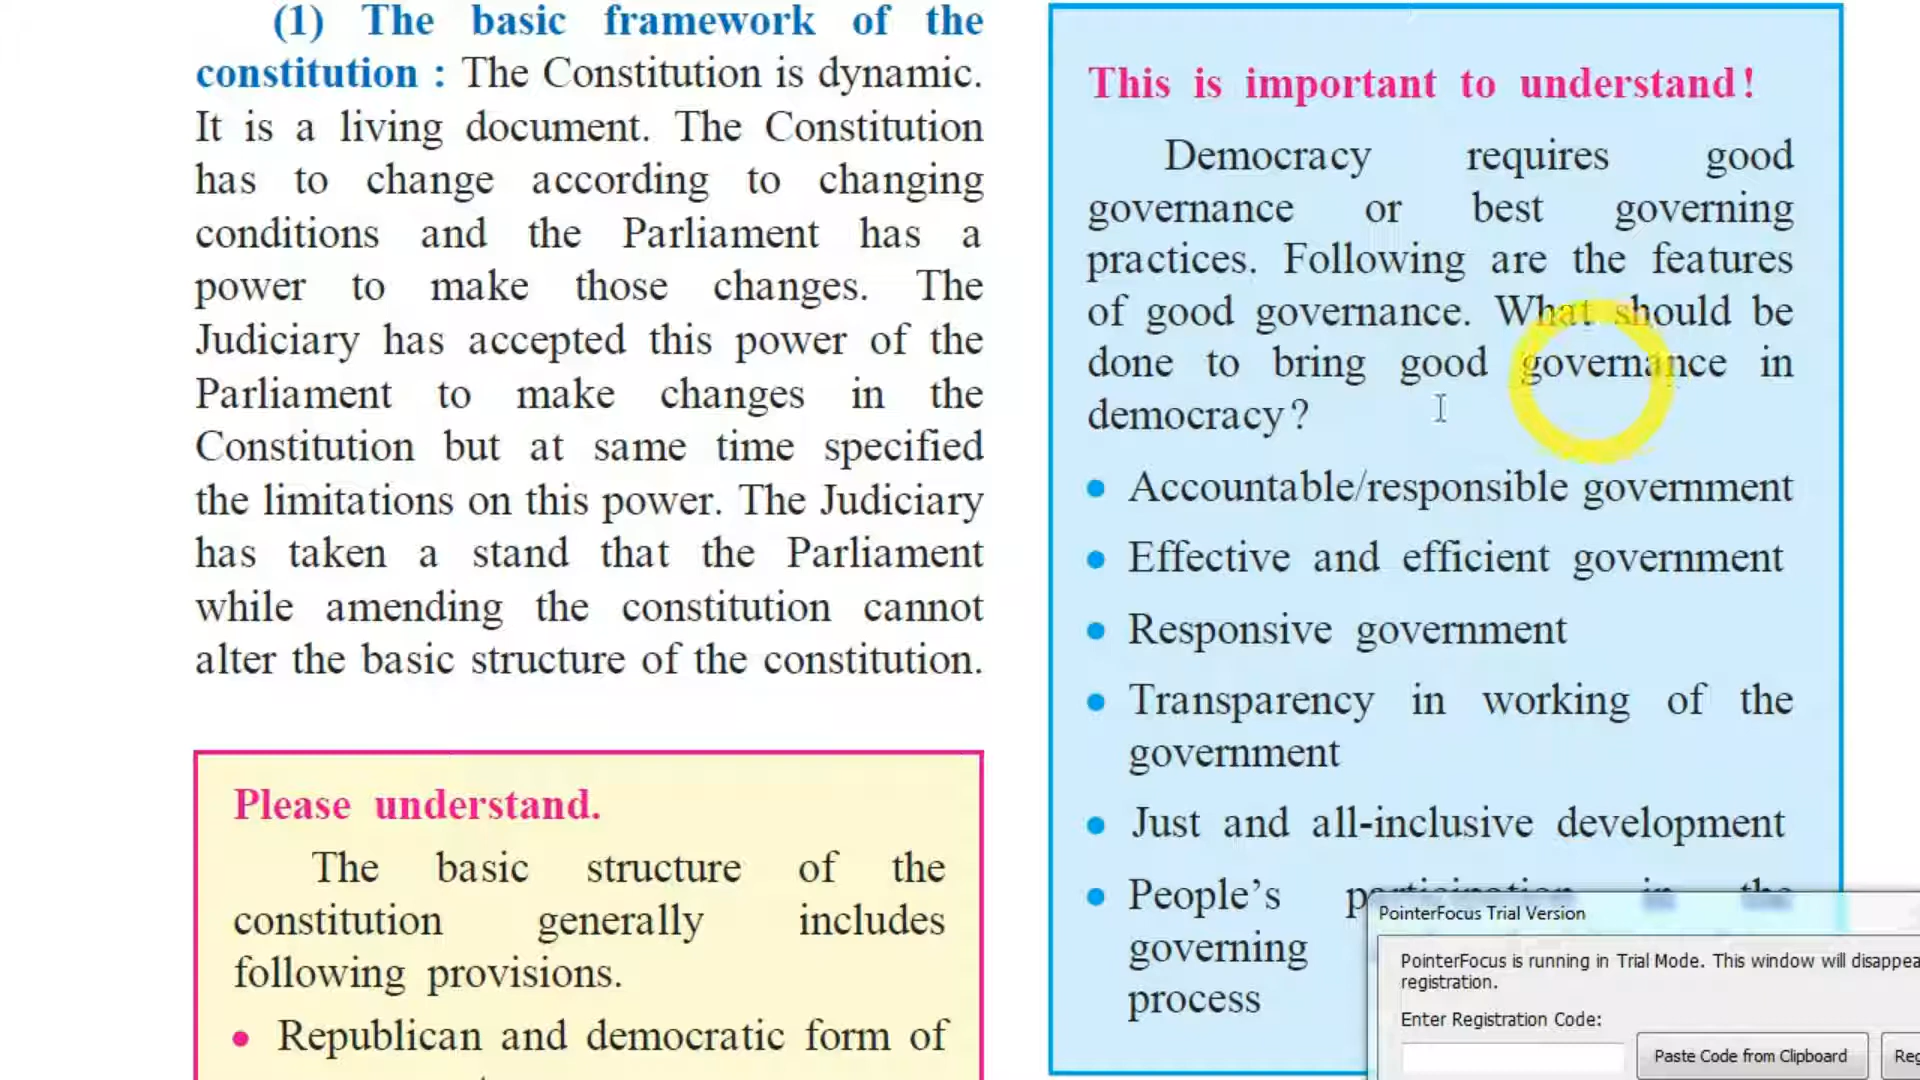 (1) The basic framework of the
constitution : The Constitution is dynamic.
It is a living document. The Constitution
has to change according to changing
conditions and the Parliament has a
power to make those changes. The
Judiciary has accepted this power of the
Parliament to make changes in the
Constitution but at same time specified
the limitations on this power. The Judiciary
has taken a stand that the Parliament
while amending the constitution cannot
alter the basic structure of the constitution.
Please understand.
The basic structure of the
constitution generally includes
following provisions.
• Republican and democratic form of
This is important to understand!
Democracy requires good
governance or best governing
practices. Following are the features
of good governance. What should be
done to bring good governance in
democracy?
• Accountable/responsible government
• Effective and efficient government
• Responsive government
• Transparency in working of the
government
• Just and all-inclusive development
• People's participation in the
governing
process
PointerFocus Trial Version
PointerFocus is running in Trial Mode. This window will disappea
registration.
Enter Registration Code:
Paste Code from Clipboard
Reg